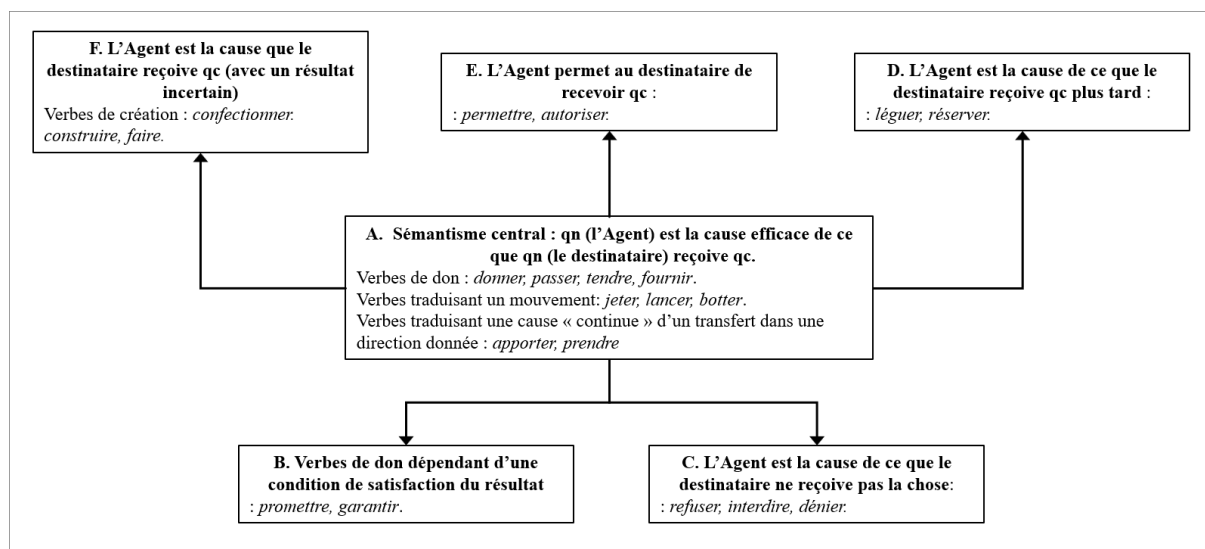 F. L’Agent est la cause que le
destinataire reçoive qc (avec un résultat
incertain)
Verbes de création : confectionner.
construire, faire.
E. L’Agent permet au destinataire de
recevoir qc :
: permettre, autoriser.
D. L’Agent est la cause de ce que le
destinataire reçoive qc plus tard :
: léguer, réserver.
A. Sémantisme central : qn (l’Agent) est la cause efficace de ce
que qn (le destinataire) reçoive qc.
Verbes de don : donner, passer, tendre, fournir.
Verbes traduisant un mouvement: jeter, lancer, botter.
Verbes traduisant une cause « continue » d’un transfert dans une
direction donnée : apporter, prendre
B. Verbes de don dépendant d’une
condition de satisfaction du résultat
: promettre, garantir.
C. L’Agent est la cause de ce que le
destinataire ne reçoive pas la chose:
: refuser, interdire, dénier.